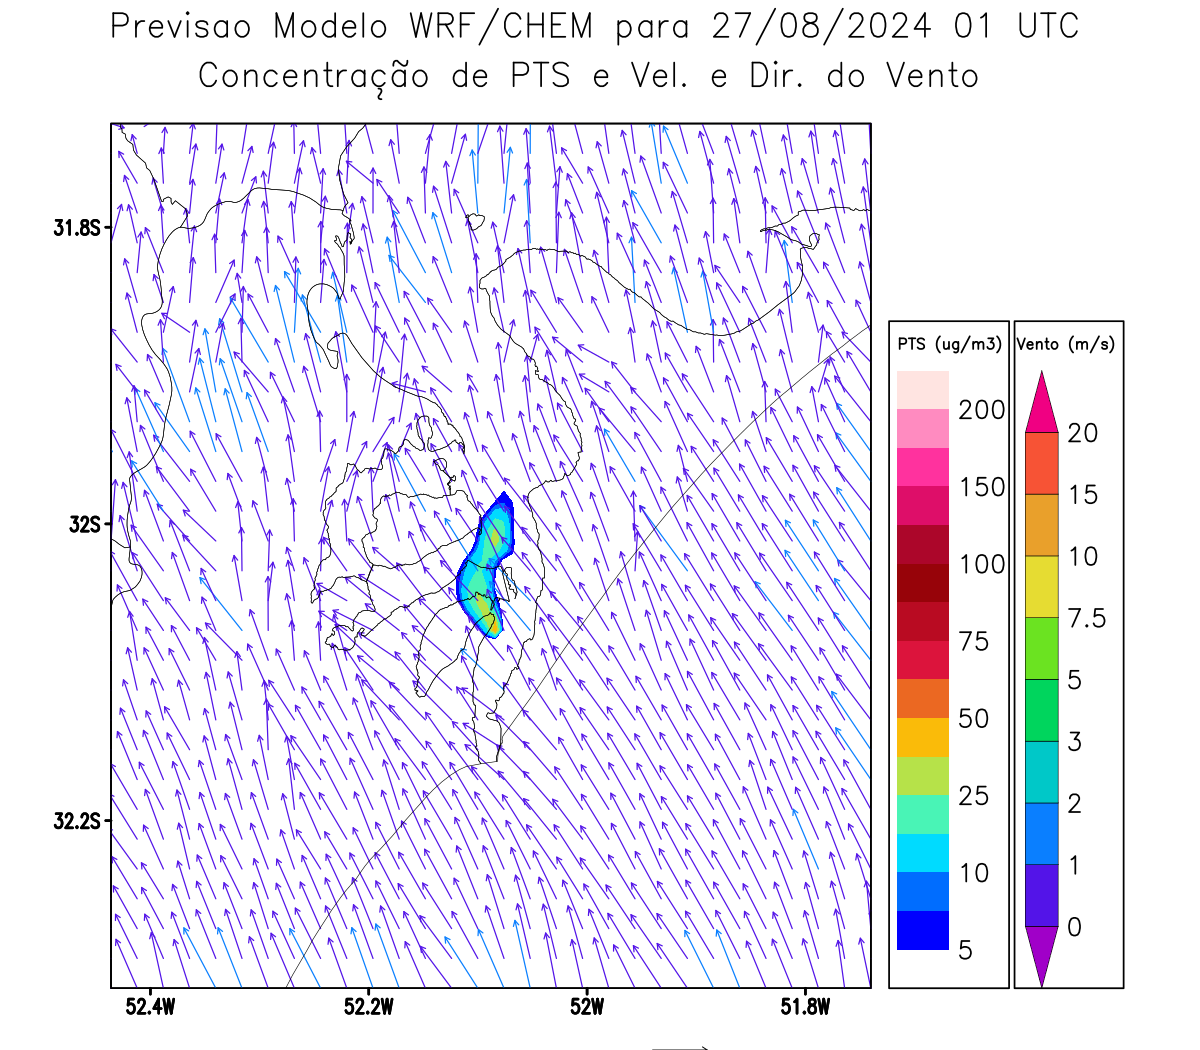 Previsao Modelo WRF/CHEM para 27/08/2024 01 UTC
Concentração de PTS e Vel. e Dir. do Vento
31.8S
32S
32.2S
52.4W 52.2W 52W 51.8W
PTS (ug/m3)
200
150
100
75
50
25
10
5
Vento (m/s)
20
15
10
7.5
5
3
2
1
0